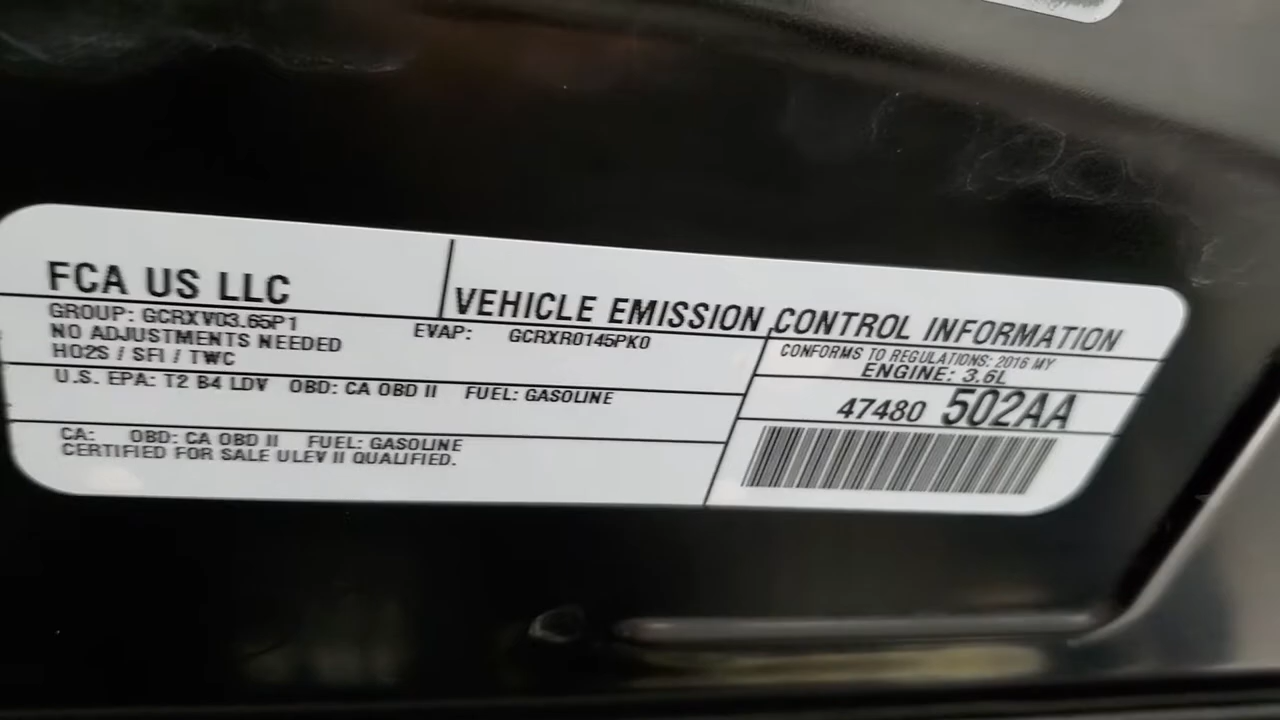 FCA US LLC
VEHICLE EMISSION CONTROL INFORMATION
GROUP: GCRXV03.65P1
EVAP: GCRXR0145PK0
NO ADJUSTMENTS NEEDED
HO2S / SFI / TWC
CONFORMS TO REGULATIONS: 2016 MY
ENGINE: 3.6L
U.S. EPA: T2 B4 LDV OBD: CA OBD II FUEL: GASOLINE
47480 502AA
CA: OBD: CA OBD II FUEL: GASOLINE
CERTIFIED FOR SALE ULEV II QUALIFIED.